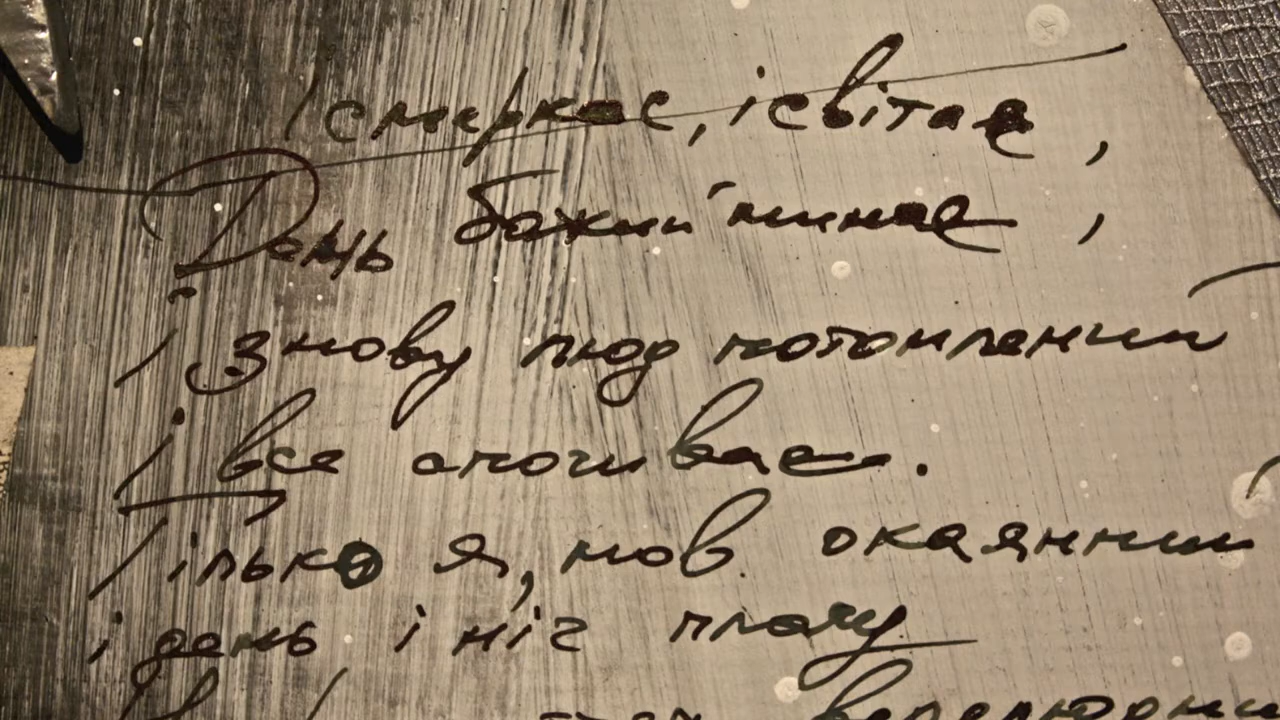 І смеркає, і світає,
День божий минає,
І знову люд потомлений
І все спочиває.
Тілько я, мов окаянний
і день і ніч плачу